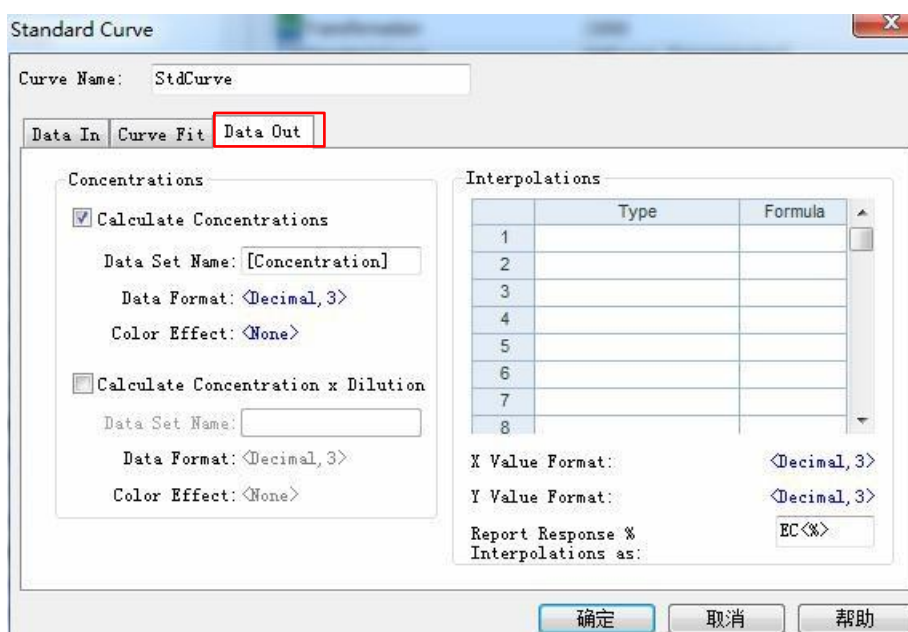 Standard Curve
Curve Name: StdCurve
Data In Curve Fit Data Out
Concentrations
Calculate Concentrations
Data Set Name: [Concentration]
Data Format: <Decimal, 3>
Color Effect: <None>
Calculate Concentration x Dilution
Data Set Name:
Data Format: <Decimal, 3>
Color Effect: <None>
Interpolations
Type Formula
1
2
3
4
5
6
7
8
X Value Format: <Decimal, 3>
Y Value Format: <Decimal, 3>
Report Response % EC<%>
Interpolations as:
确定 取消 帮助